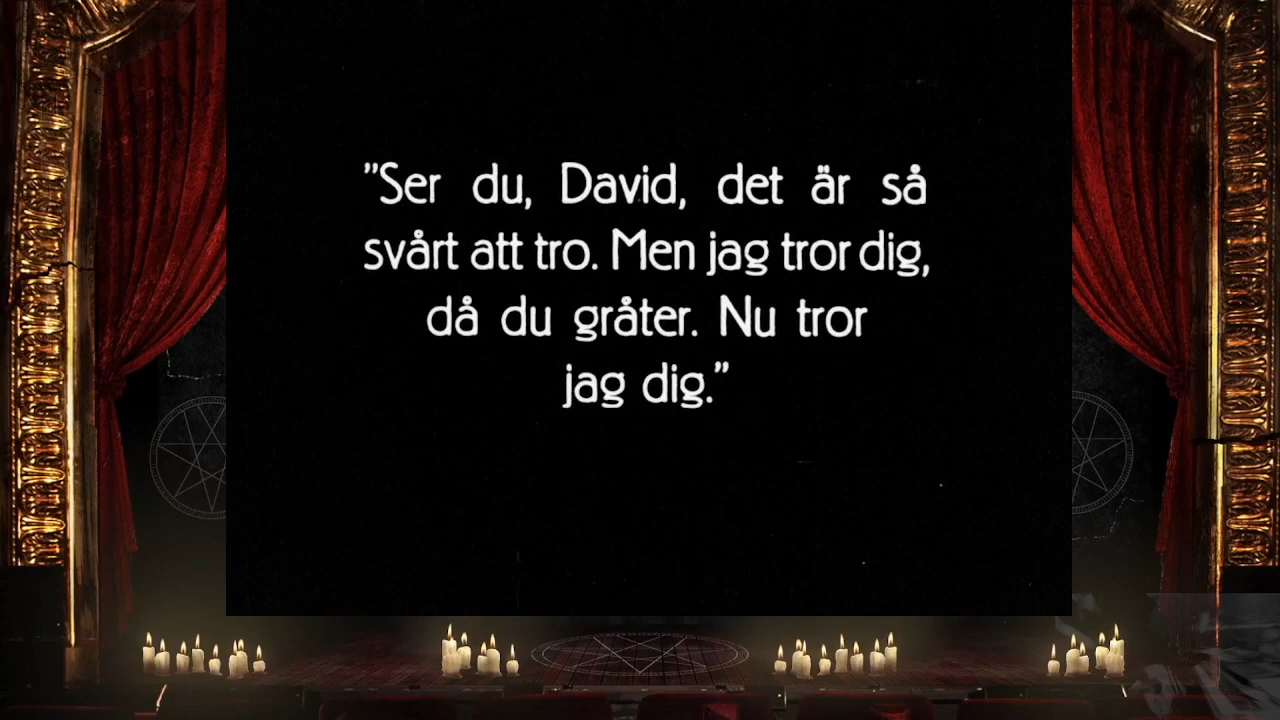 ”Ser du, David, det är så
svårt att tro. Men jag tror dig,
då du gråter. Nu tror
jag dig.”